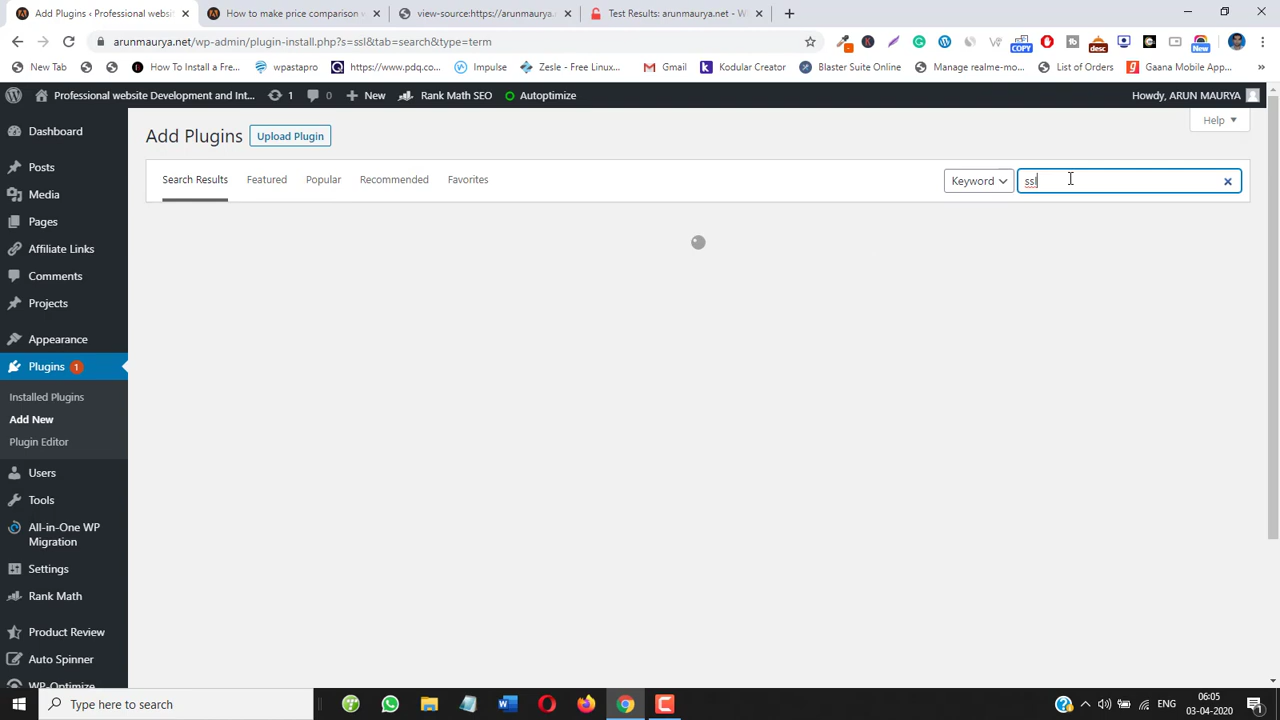 Add Plugins ‹ Professional websit
How to make price comparison v
view-source:https://arunmaurya.n
Test Results: arunmaurya.net - W
arunmaurya.net/wp-admin/plugin-install.php?s=ssl&tab=search&type=term
COPY
desc
New
New Tab
How To Install a Fre...
wpastapro
https://www.pdq.co...
Impulse
Zesle - Free Linux...
Gmail
Kodular Creator
Blaster Suite Online
Manage realme-mo...
List of Orders
Gaana Mobile App,...
»
Professional website Development and Int...
1
0
New
Rank Math SEO
Autoptimize
Howdy, ARUN MAURYA
Dashboard
Posts
Media
Pages
Affiliate Links
Comments
Projects
Appearance
Plugins 1
Installed Plugins
Add New
Plugin Editor
Users
Tools
All-in-One WP
Migration
Settings
Rank Math
Product Review
Auto Spinner
WP-Optimize
Add Plugins
Upload Plugin
Help
Search Results
Featured
Popular
Recommended
Favorites
Keyword
ssl
Type here to search
ENG
06:05
03-04-2020
1